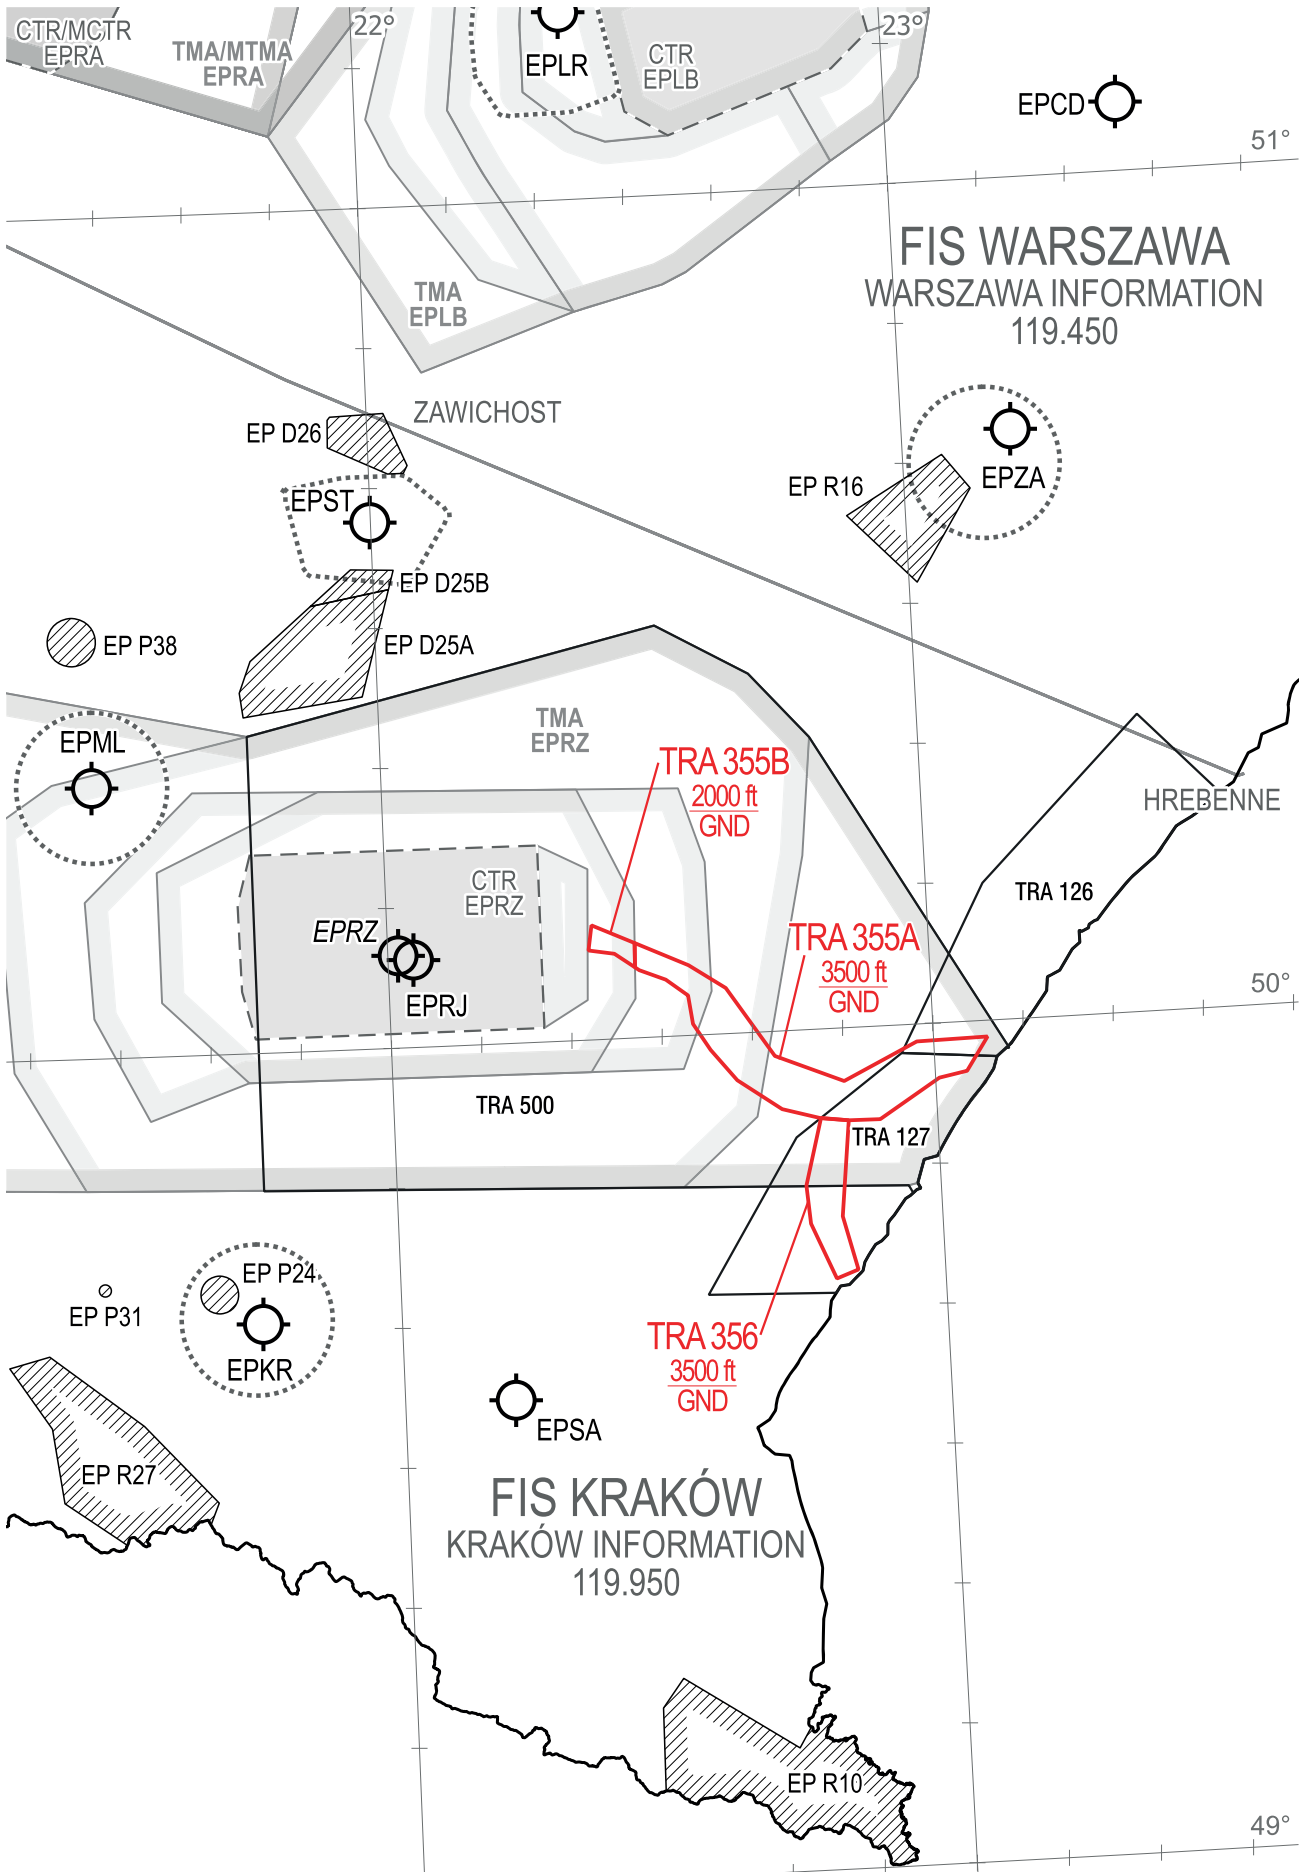 CTR/MCTR
EPRA
TMA/MTMA
EPRA
22°
EPLR
CTR
EPLB
23°
EPCD
51°
FIS WARSZAWA
WARSZAWA INFORMATION
119.450
TMA
EPLB
ZAWICHOST
EP D26
EPST
EP R16
EPZA
EP D25B
EP D25A
EP P38
EPML
TMA
EPRZ
TRA 355B
2000 ft
GND
HREBENNE
TRA 126
CTR
EPRZ
EPRZ
EPRJ
TRA 355A
3500 ft
GND
50°
TRA 500
TRA 127
EP P24
EP P31
EPKR
TRA 356
3500 ft
GND
EPSA
EP R27
FIS KRAKÓW
KRAKÓW INFORMATION
119.950
EP R10
49°